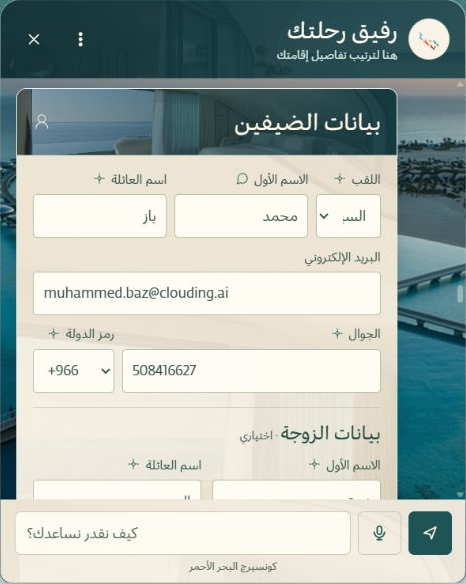 رفيق رحلتك
هنا لترتيب تفاصيل إقامتك
بيانات الضيفين
اللقب
الاسم الأول
اسم العائلة
محمد
باز
البريد الإلكتروني
muhammed.baz@clouding.ai
الجوال
رمز الدولة
508416627
+966
بيانات الزوجة · اختياري
الاسم الأول
اسم العائلة
كيف نقدر نساعدك؟
كونسيرج البحر الأحمر